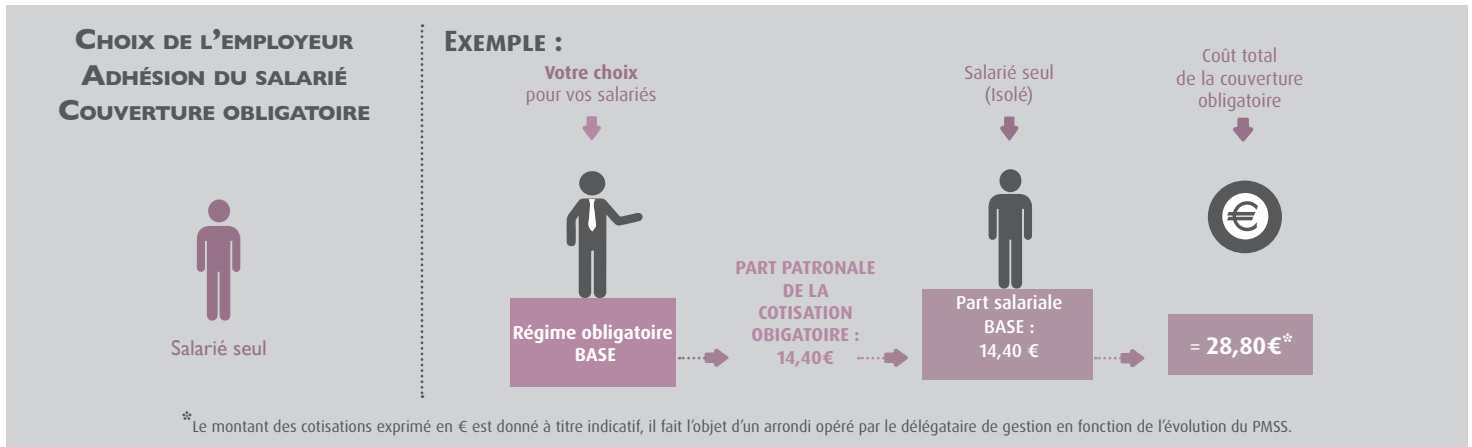 CHOIX DE L'EMPLOYEUR
ADHÉSION DU SALARIÉ
COUVERTURE OBLIGATOIRE
Salarié seul
EXEMPLE :
Votre choix
pour vos salariés
Régime obligatoire
BASE
PART PATRONALE
DE LA
COTISATION
OBIGATOIRE :
14,40€
Salarié seul
(Isolé)
Part salariale
BASE :
14,40 €
Coût total
de la couverture
obligatoire
€
= 28,80€*
*Le montant des cotisations exprimé en € est donné à titre indicatif, il fait l'objet d'un arrondi opéré par le délégataire de gestion en fonction de l'évolution du PMSS.